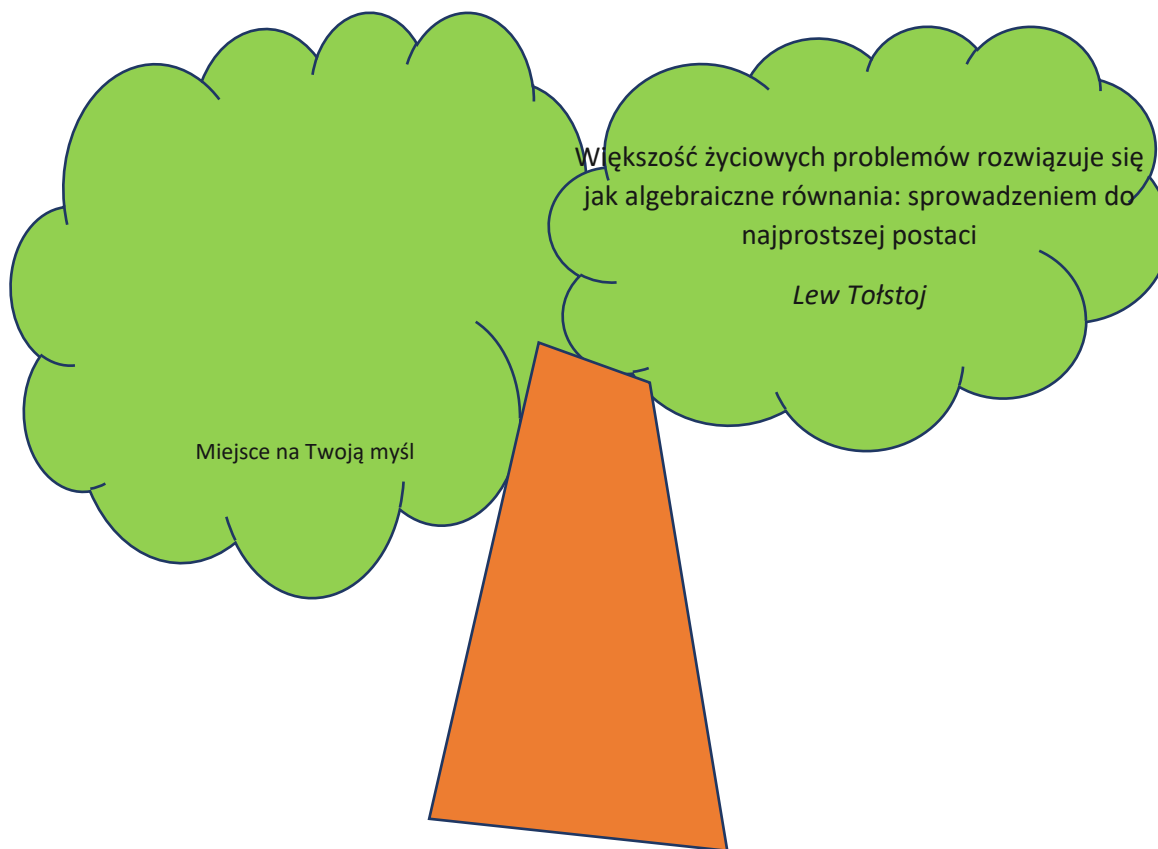 Większość życiowych problemów rozwiązuje się
jak algebraiczne równania: sprowadzeniem do
najprostszej postaci
Lew Tołstoj
Miejsce na Twoją myśl